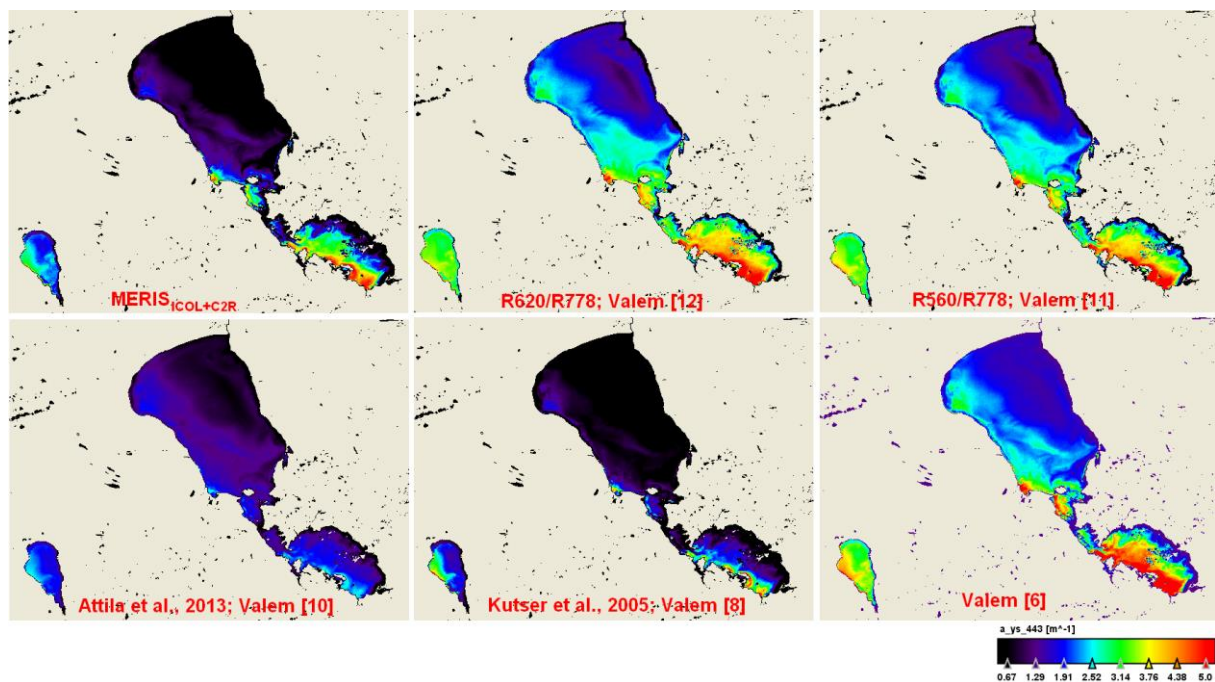 MERISICOL+C2R
R620/R778; Valem [12]
R560/R778; Valem [11]
Attila et al., 2013; Valem [10]
Kutser et al., 2005; Valem [8]
Valem [6]
a_ys_443 [m^-1]
0.67 1.29 1.91 2.52 3.14 3.76 4.38 5.0